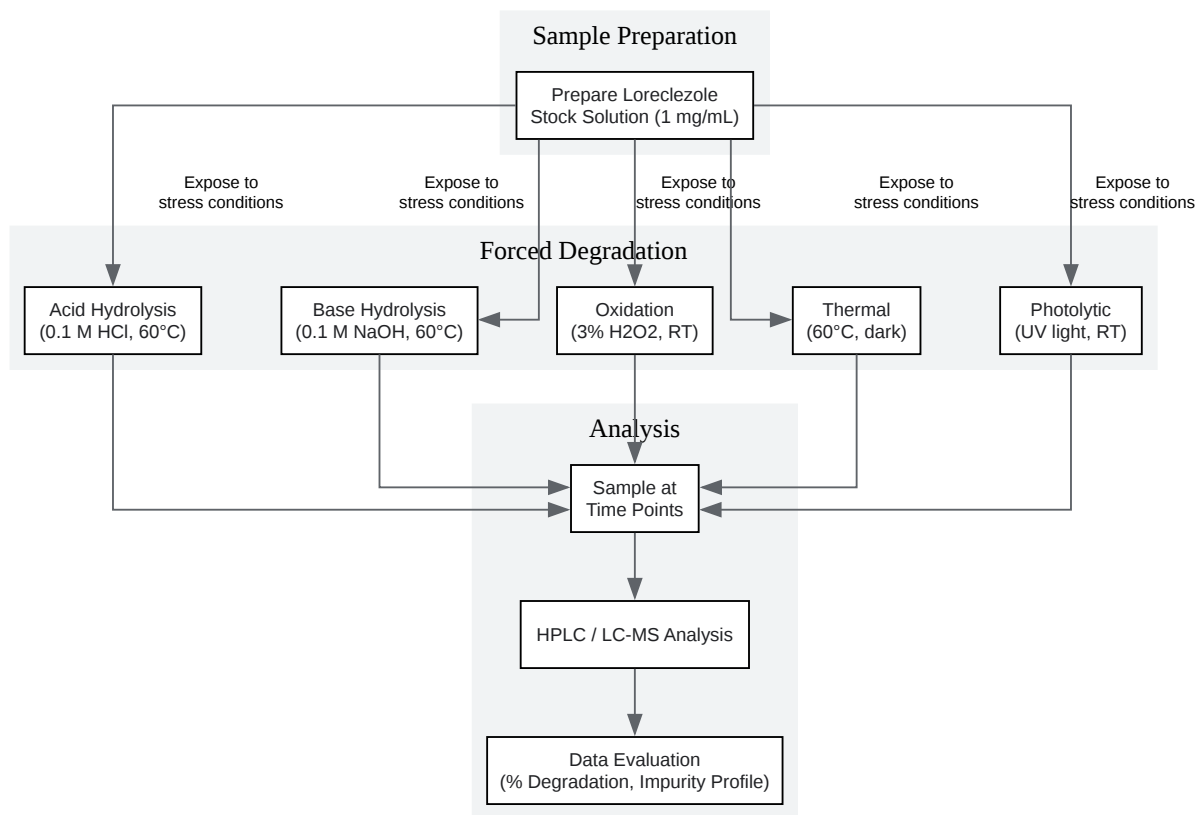 Sample Preparation
Prepare Loreclezole
Stock Solution (1 mg/mL)
Expose to
stress conditions
Expose to
stress conditions
Expose to
stress conditions
Expose to
stress conditions
Expose to
stress conditions
Forced Degradation
Acid Hydrolysis
(0.1 M HCl, 60°C)
Base Hydrolysis
(0.1 M NaOH, 60°C)
Oxidation
(3% H2O2, RT)
Thermal
(60°C, dark)
Photolytic
(UV light, RT)
Analysis
Sample at
Time Points
HPLC / LC-MS Analysis
Data Evaluation
(% Degradation, Impurity Profile)